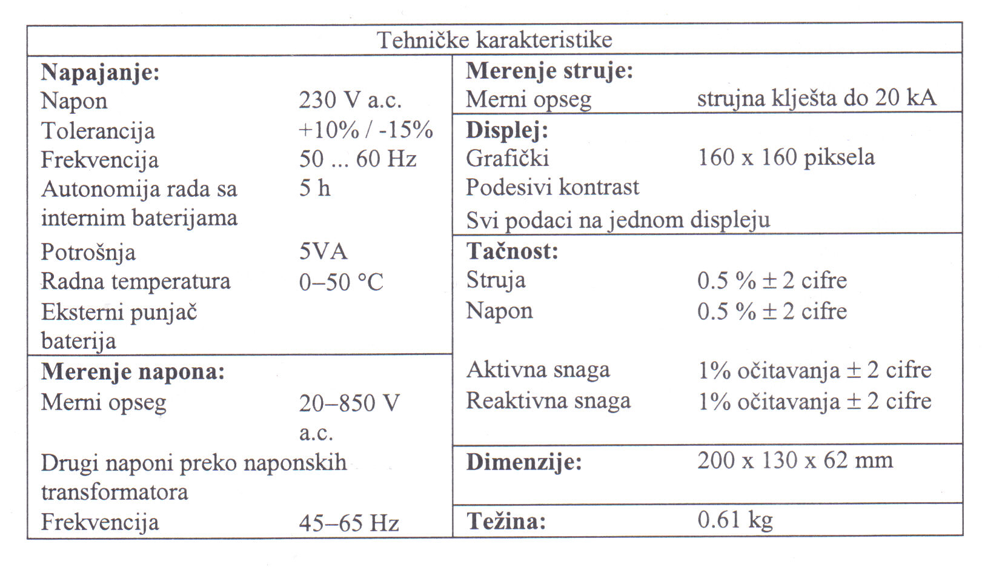 Tehničke karakteristike
Napajanje:
Napon 230 V a.c.
Tolerancija +10% / -15%
Frekvencija 50 ... 60 Hz
Autonomija rada sa 5 h
internim baterijama
Potrošnja 5VA
Radna temperatura 0–50 °C
Eksterni punjač
baterija
Merenje napona:
Merni opseg 20–850 V
a.c.
Drugi naponi preko naponskih
transformatora
Frekvencija 45–65 Hz
Merenje struje:
Merni opseg strujna klješta do 20 kA
Displej:
Grafički 160 x 160 piksela
Podesivi kontrast
Svi podaci na jednom displeju
Tačnost:
Struja 0.5 % ± 2 cifre
Napon 0.5 % ± 2 cifre
Aktivna snaga 1% očitavanja ± 2 cifre
Reaktivna snaga 1% očitavanja ± 2 cifre
Dimenzije: 200 x 130 x 62 mm
Težina: 0.61 kg